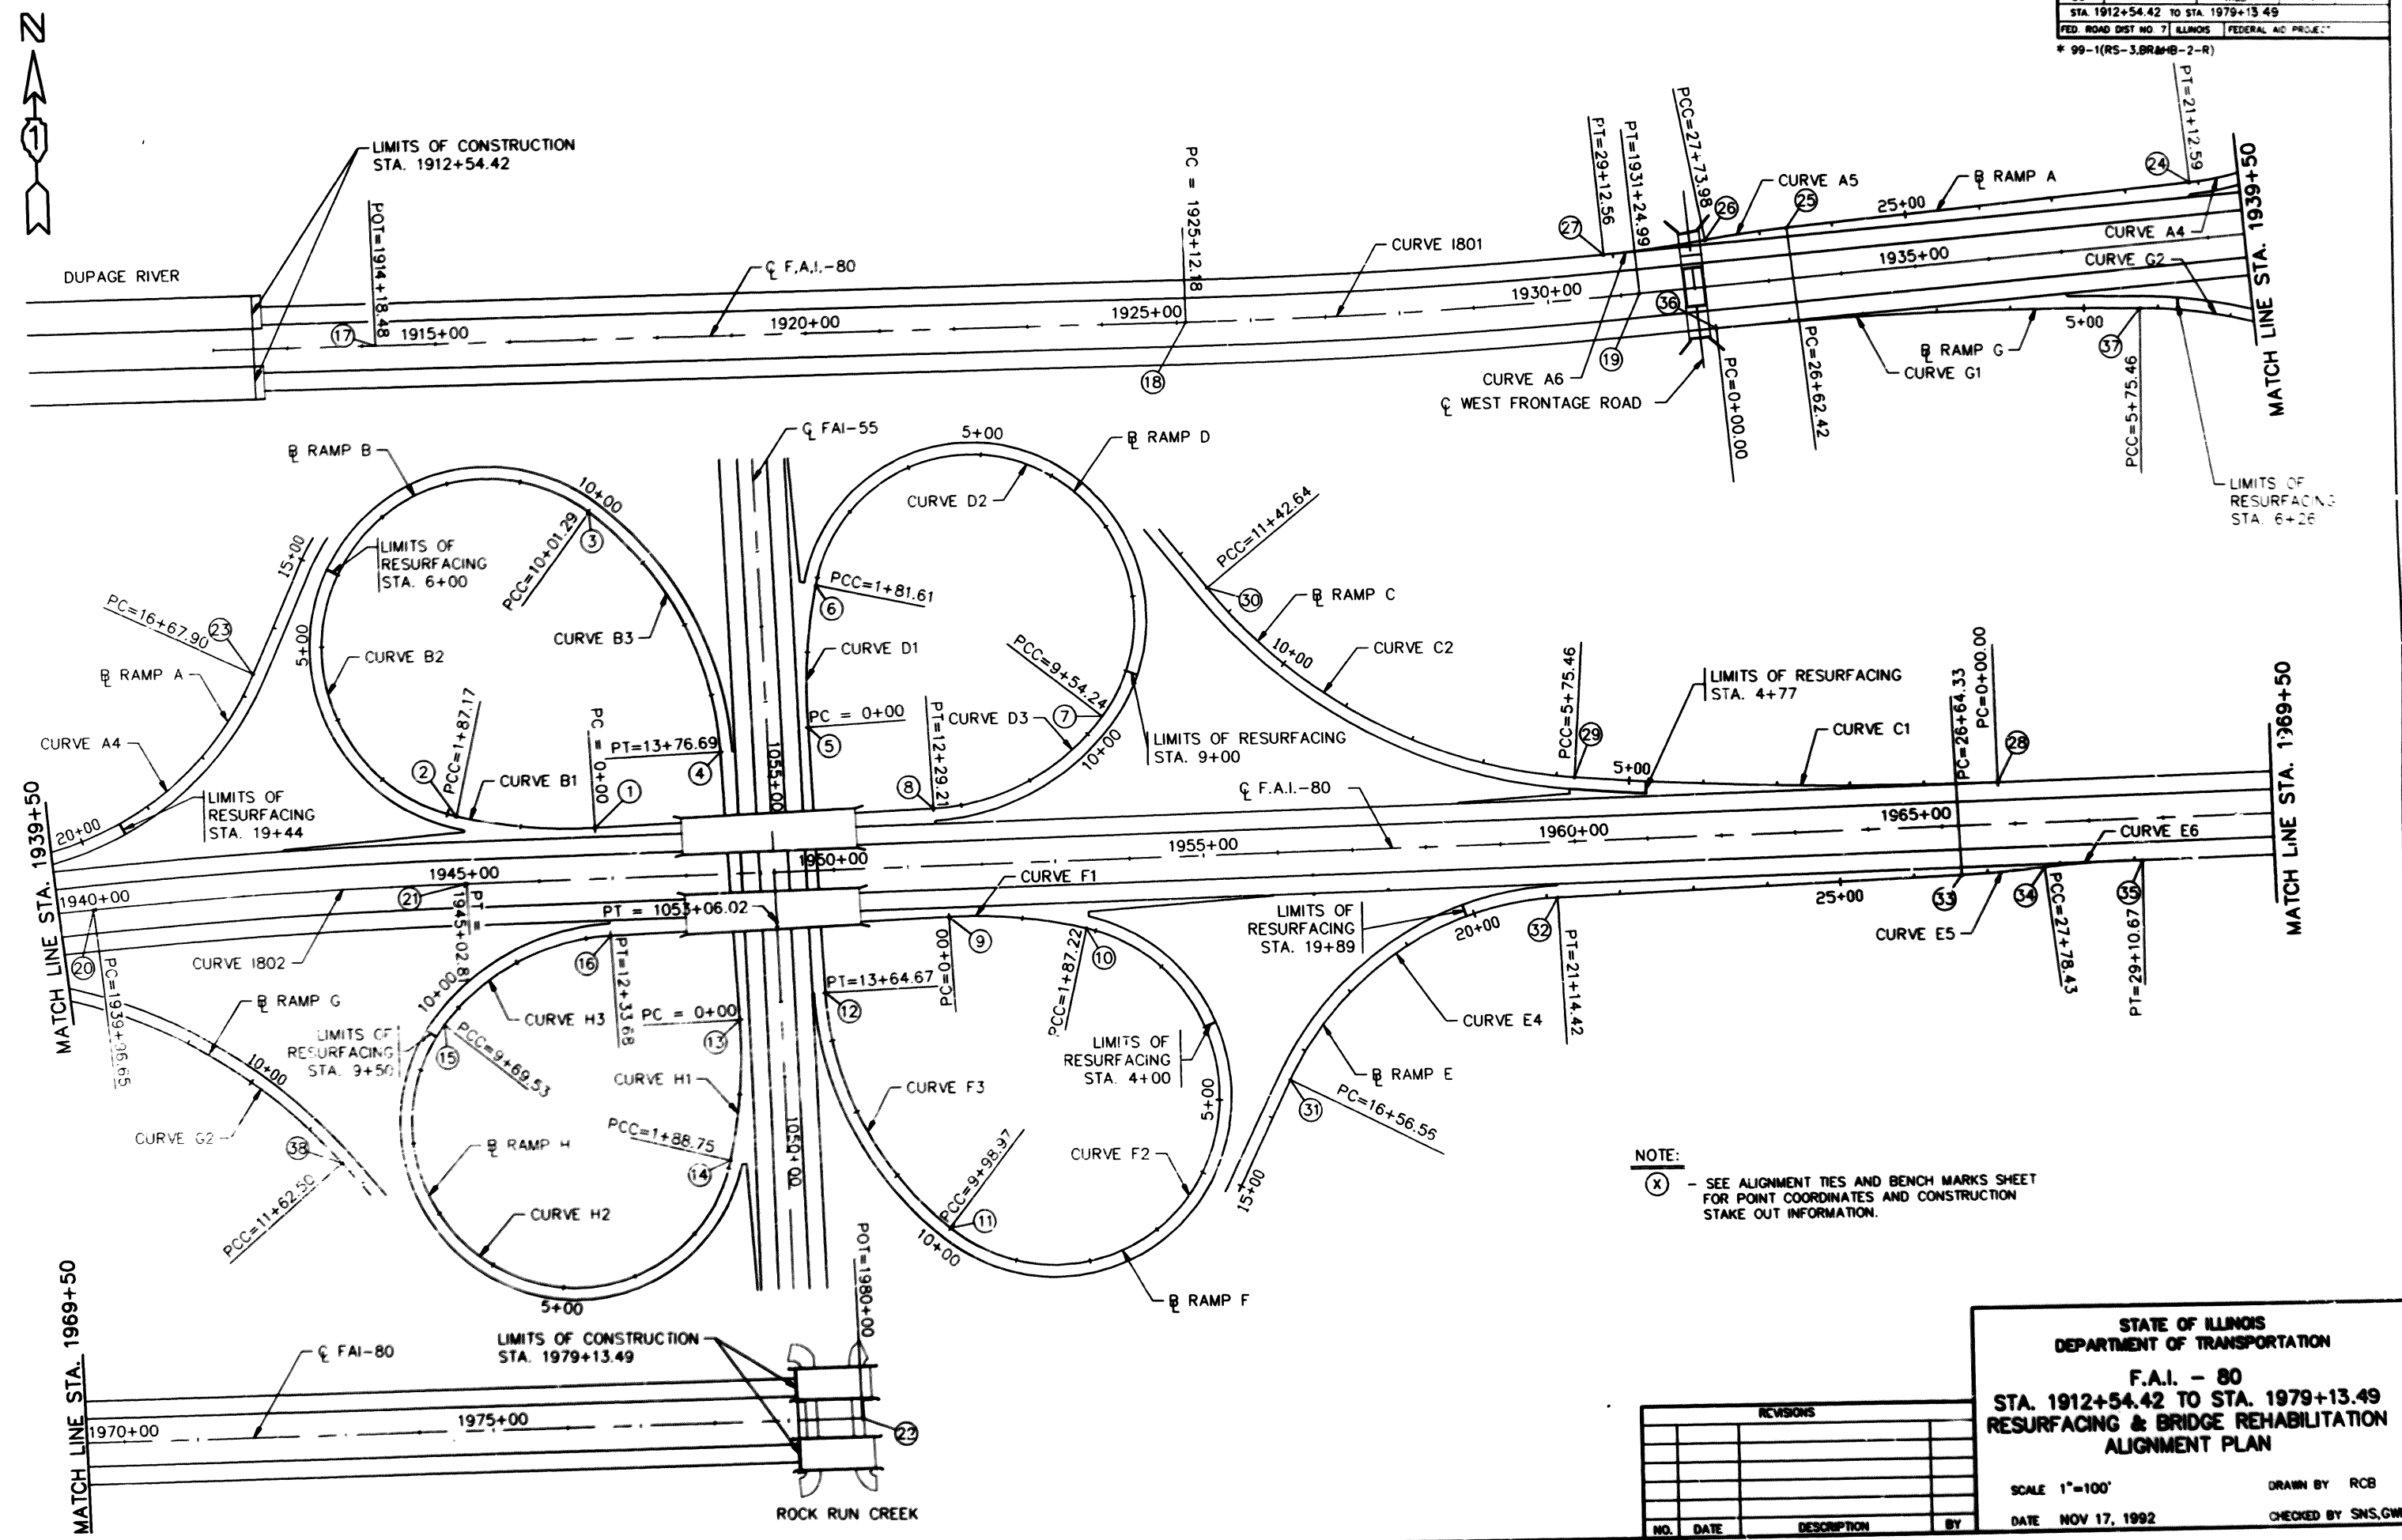 STA. 1912+54.42 TO STA. 1979+13.49
FED. ROAD DIST NO. 7 ILLINOIS FEDERAL AID PROJECT
* 99-1(RS-3,BR&HB-2-R)
N
1
LIMITS OF CONSTRUCTION
STA. 1912+54.42
DUPAGE RIVER
POT=1914+18.48
17
1915+00
℄ F.A.I.-80
1920+00
1925+00
PC = 1925+12.18
18
CURVE I801
1930+00
27
PT=29+12.56
PT=1931+24.99
PCC=27+73.98
26
CURVE A5
25
℄ RAMP A
25+00
24
PT=21+12.59
CURVE A4
1935+00
CURVE G2
36
19
CURVE A6
℄ WEST FRONTAGE ROAD
PC=0+00.00
PC=26+62.42
CURVE G1
℄ RAMP G
5+00
37
PCC=5+75.46
MATCH LINE STA. 1939+50
LIMITS OF
RESURFACING
STA. 6+26
℄ RAMP B
10+00
℄ FAI-55
5+00
℄ RAMP D
CURVE D2
15+00
LIMITS OF
RESURFACING
STA. 6+00
PCC=10+01.29
3
PCC=1+81.61
6
PCC=11+42.64
30
℄ RAMP C
PC=16+67.90
23
5+00
CURVE B2
CURVE B3
CURVE D1
PCC=9+54.24
7
10+00
CURVE C2
℄ RAMP A
CURVE A4
2
PCC=1+87.17
CURVE B1
PC = 0+00
1
PT=13+76.69
4
1055+00
PC = 0+00
5
PT=12+29.21
8
CURVE D3
10+00
LIMITS OF RESURFACING
STA. 9+00
PCC=5+75.46
29
5+00
LIMITS OF RESURFACING
STA. 4+77
CURVE C1
PC=26+64.33
PC=0+00.00
28
MATCH LINE STA. 1969+50
MATCH LINE STA. 1939+50
20+00
LIMITS OF
RESURFACING
STA. 19+44
℄ F.A.I.-80
1940+00
1945+00
1950+00
1955+00
1960+00
1965+00
CURVE E6
20
PC=1939+96.65
CURVE I802
21
PT =
1945+02.81
PT = 1053+06.02
CURVE F1
9
PC=0+00
10
PCC=1+87.22
LIMITS OF
RESURFACING
STA. 19+89
20+00
32
PT=21+14.42
25+00
33
CURVE E5
34
PCC=27+78.43
35
PT=29+10.67
℄ RAMP G
10+00
CURVE G2
38
PCC=11+62.50
10+00
16
PT=12+33.68
CURVE H3
PC = 0+00
13
LIMITS OF
RESURFACING
STA. 9+50
15
PCC=9+69.53
CURVE H1
PCC=1+88.75
14
1050+00
℄ RAMP H
CURVE H2
5+00
PT=13+64.67
12
CURVE F3
LIMITS OF
RESURFACING
STA. 4+00
5+00
CURVE F2
PCC=9+98.97
11
10+00
℄ RAMP F
CURVE E4
℄ RAMP E
31
PC=16+56.56
15+00
NOTE:
X - SEE ALIGNMENT TIES AND BENCH MARKS SHEET
FOR POINT COORDINATES AND CONSTRUCTION
STAKE OUT INFORMATION.
MATCH LINE STA. 1969+50
1970+00
℄ FAI-80
1975+00
LIMITS OF CONSTRUCTION
STA. 1979+13.49
POT=1980+00
22
ROCK RUN CREEK
REVISIONS
NO. DATE DESCRIPTION BY
STATE OF ILLINOIS
DEPARTMENT OF TRANSPORTATION
F.A.I. - 80
STA. 1912+54.42 TO STA. 1979+13.49
RESURFACING & BRIDGE REHABILITATION
ALIGNMENT PLAN
SCALE 1"=100'
DRAWN BY RCB
DATE NOV 17, 1992
CHECKED BY SNS,GW